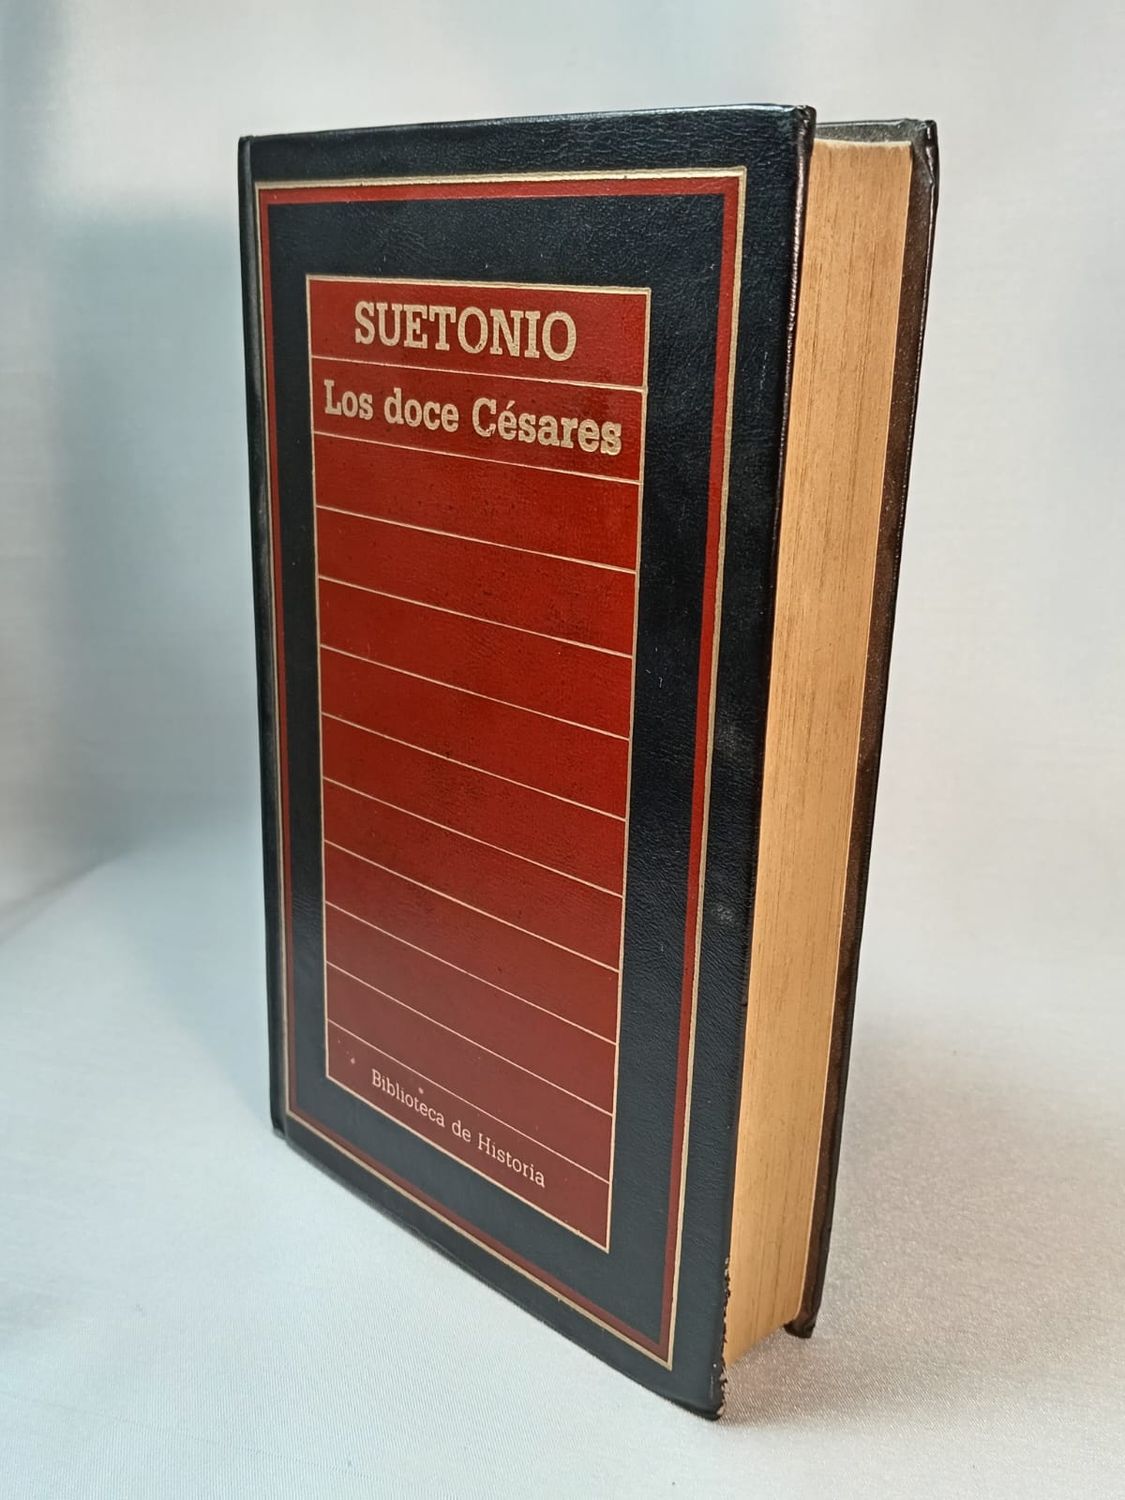 SUETONIO
Los doce Césares
Biblioteca de Historia